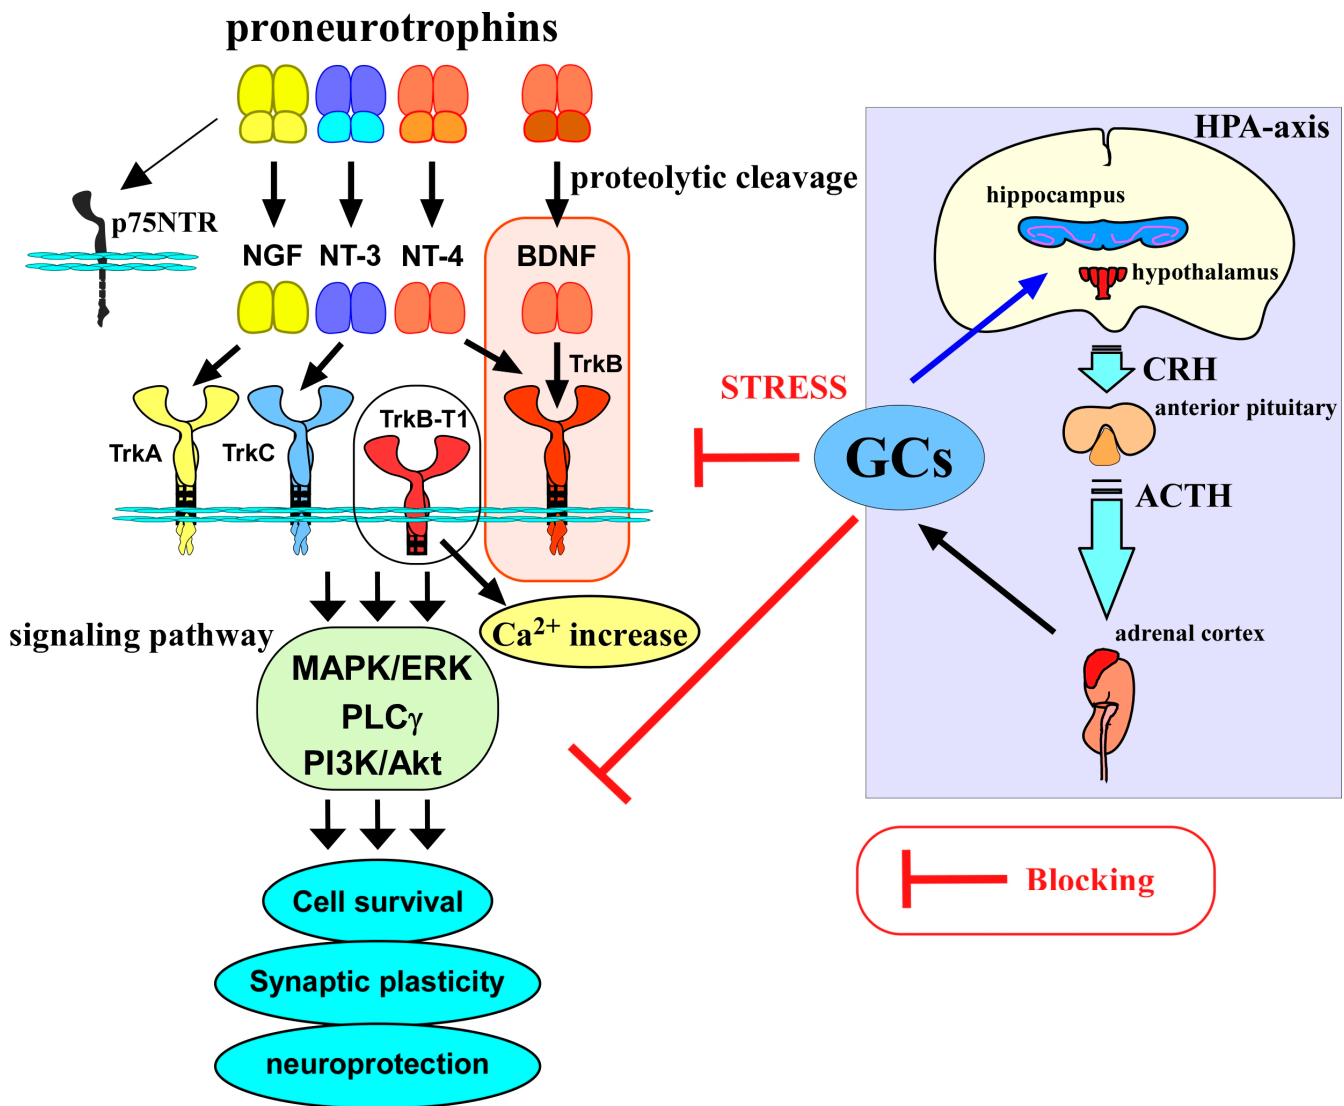 proneurotrophins
HPA-axis
proteolytic cleavage
hippocampus
p75NTR
NGF NT-3 NT-4 BDNF
hypothalamus
TrkB
CRH
STRESS
anterior pituitary
TrkB-T1
TrkA
TrkC
GCs
ACTH
signaling pathway
Ca²⁺ increase
adrenal cortex
MAPK/ERK
PLCγ
PI3K/Akt
Blocking
Cell survival
Synaptic plasticity
neuroprotection